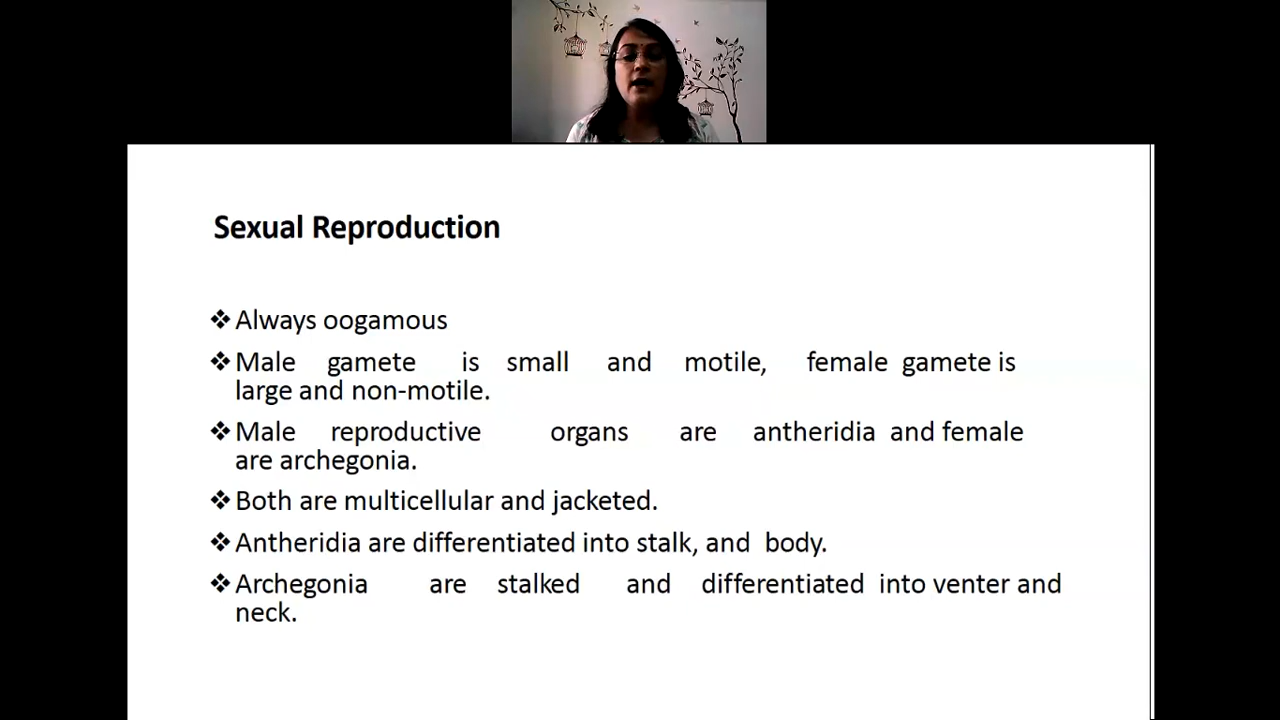 Sexual Reproduction
❖Always oogamous
❖Male gamete is small and motile, female gamete is
large and non-motile.
❖Male reproductive organs are antheridia and female
are archegonia.
❖Both are multicellular and jacketed.
❖Antheridia are differentiated into stalk, and body.
❖Archegonia are stalked and differentiated into venter and
neck.